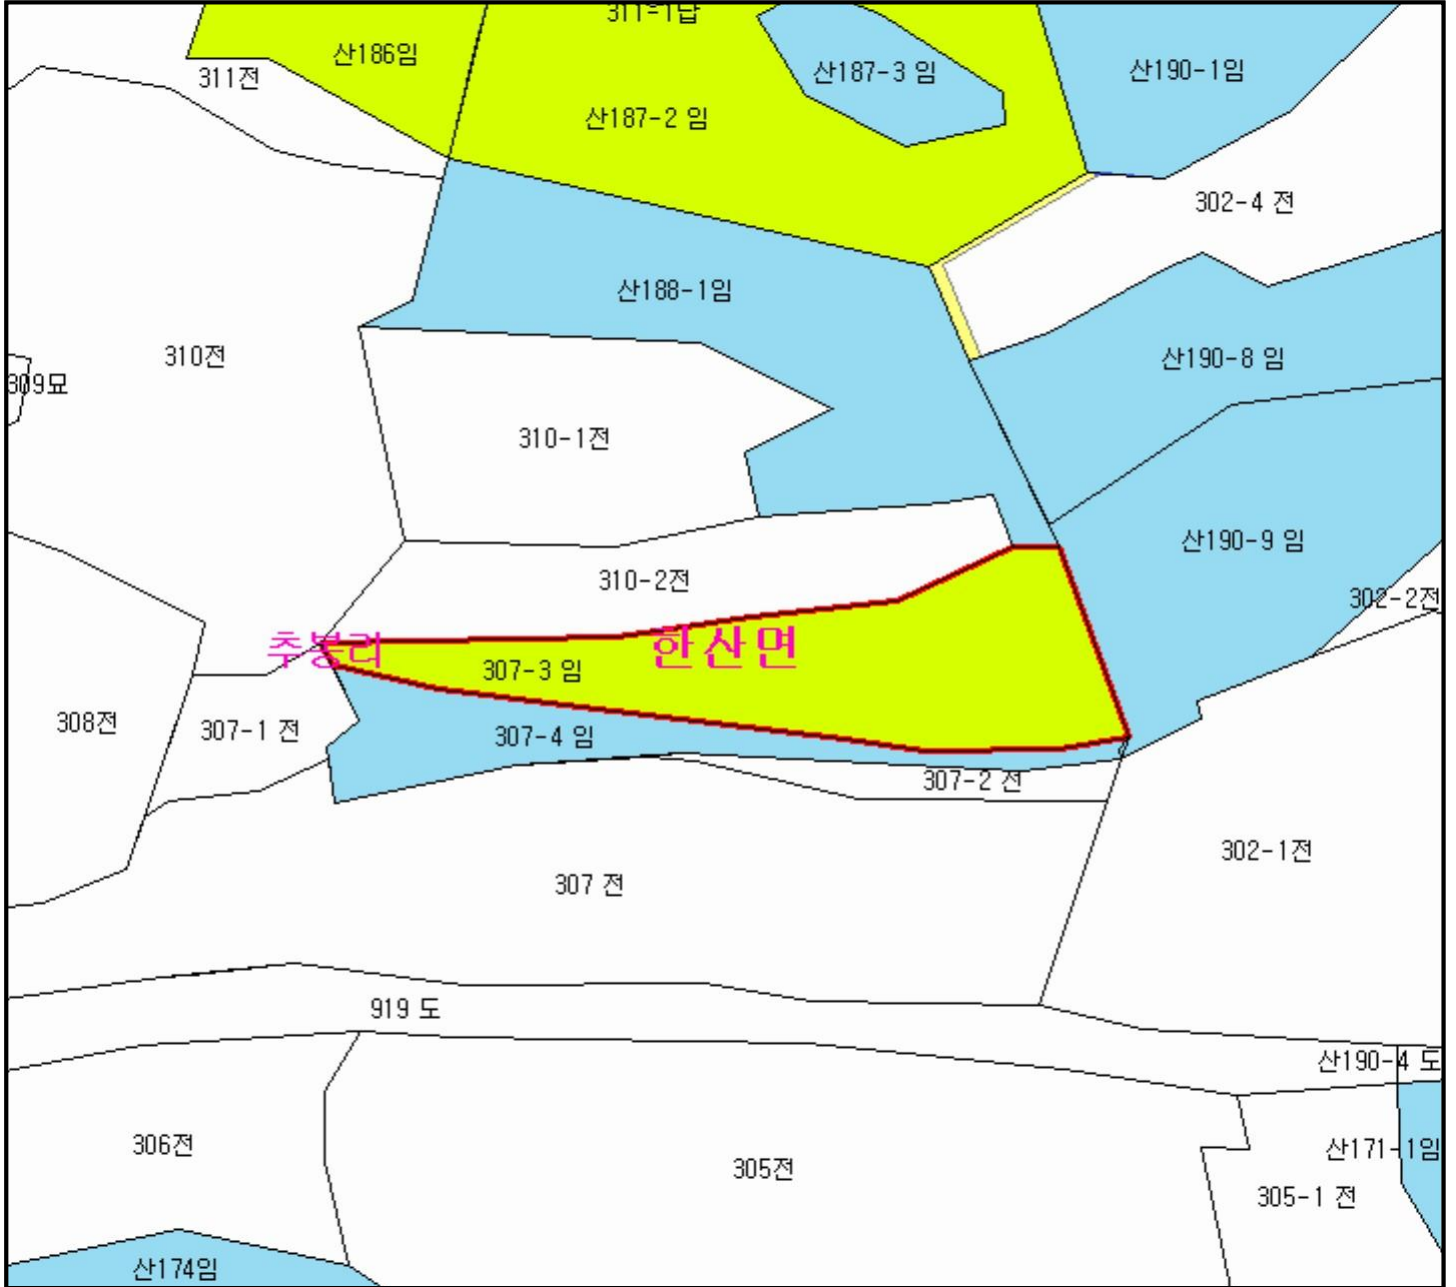 311-1답
산186임
311전
산187-3 임
산190-1임
산187-2 임
302-4 전
산188-1임
310전
산190-8 임
309묘
310-1전
산190-9 임
310-2전
302-2전
추봉리
한산면
307-3 임
308전
307-1 전
307-4 임
307-2 전
302-1전
307 전
919 도
산190-4 도
306전
305전
산171-1임
305-1 전
산174임